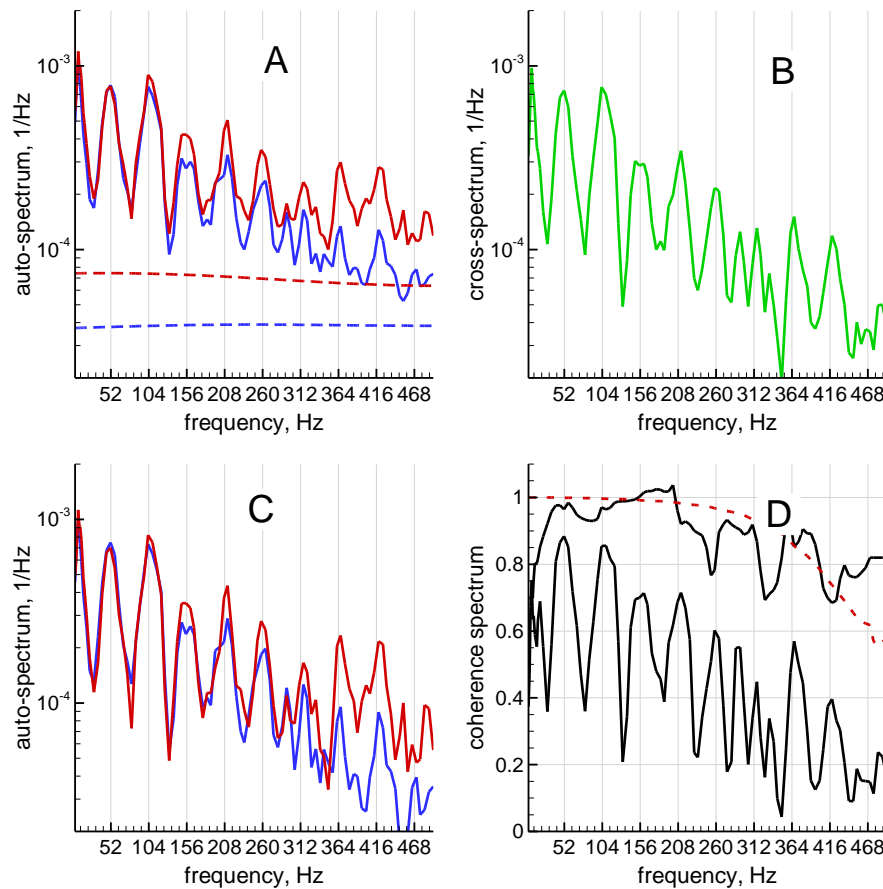 A
auto-spectrum, 1/Hz
10-3
10-4
52 104 156 208 260 312 364 416 468
frequency, Hz
B
cross-spectrum, 1/Hz
10-3
10-4
52 104 156 208 260 312 364 416 468
frequency, Hz
C
auto-spectrum, 1/Hz
10-3
10-4
52 104 156 208 260 312 364 416 468
frequency, Hz
D
coherence spectrum
1
0.8
0.6
0.4
0.2
0
52 104 156 208 260 312 364 416 468
frequency, Hz